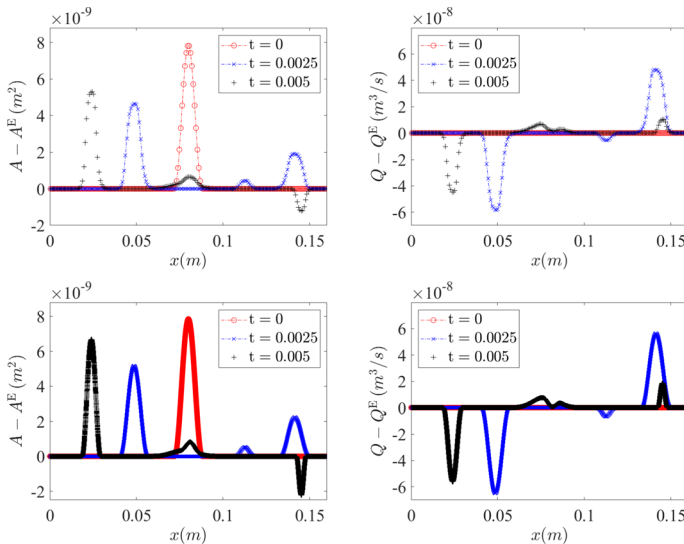 ×10⁻⁹
8
6
4
2
0
-2
A − Aᴱ (m²)
0
0.05
0.1
0.15
x(m)
t = 0
t = 0.0025
t = 0.005
×10⁻⁸
6
4
2
0
-2
-4
-6
Q − Qᴱ (m³/s)
0
0.05
0.1
0.15
x(m)
t = 0
t = 0.0025
t = 0.005
×10⁻⁹
8
6
4
2
0
-2
A − Aᴱ (m²)
0
0.05
0.1
0.15
x(m)
t = 0
t = 0.0025
t = 0.005
×10⁻⁸
6
4
2
0
-2
-4
-6
Q − Qᴱ (m³/s)
0
0.05
0.1
0.15
x(m)
t = 0
t = 0.0025
t = 0.005